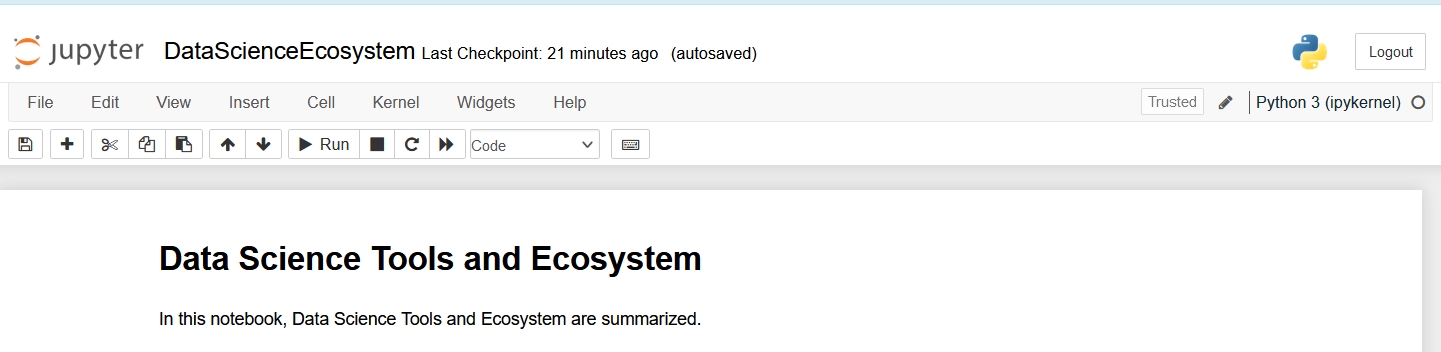 jupyter DataScienceEcosystem Last Checkpoint: 21 minutes ago (autosaved) Logout
File Edit View Insert Cell Kernel Widgets Help Trusted Python 3 (ipykernel)
Run Code
Data Science Tools and Ecosystem
In this notebook, Data Science Tools and Ecosystem are summarized.